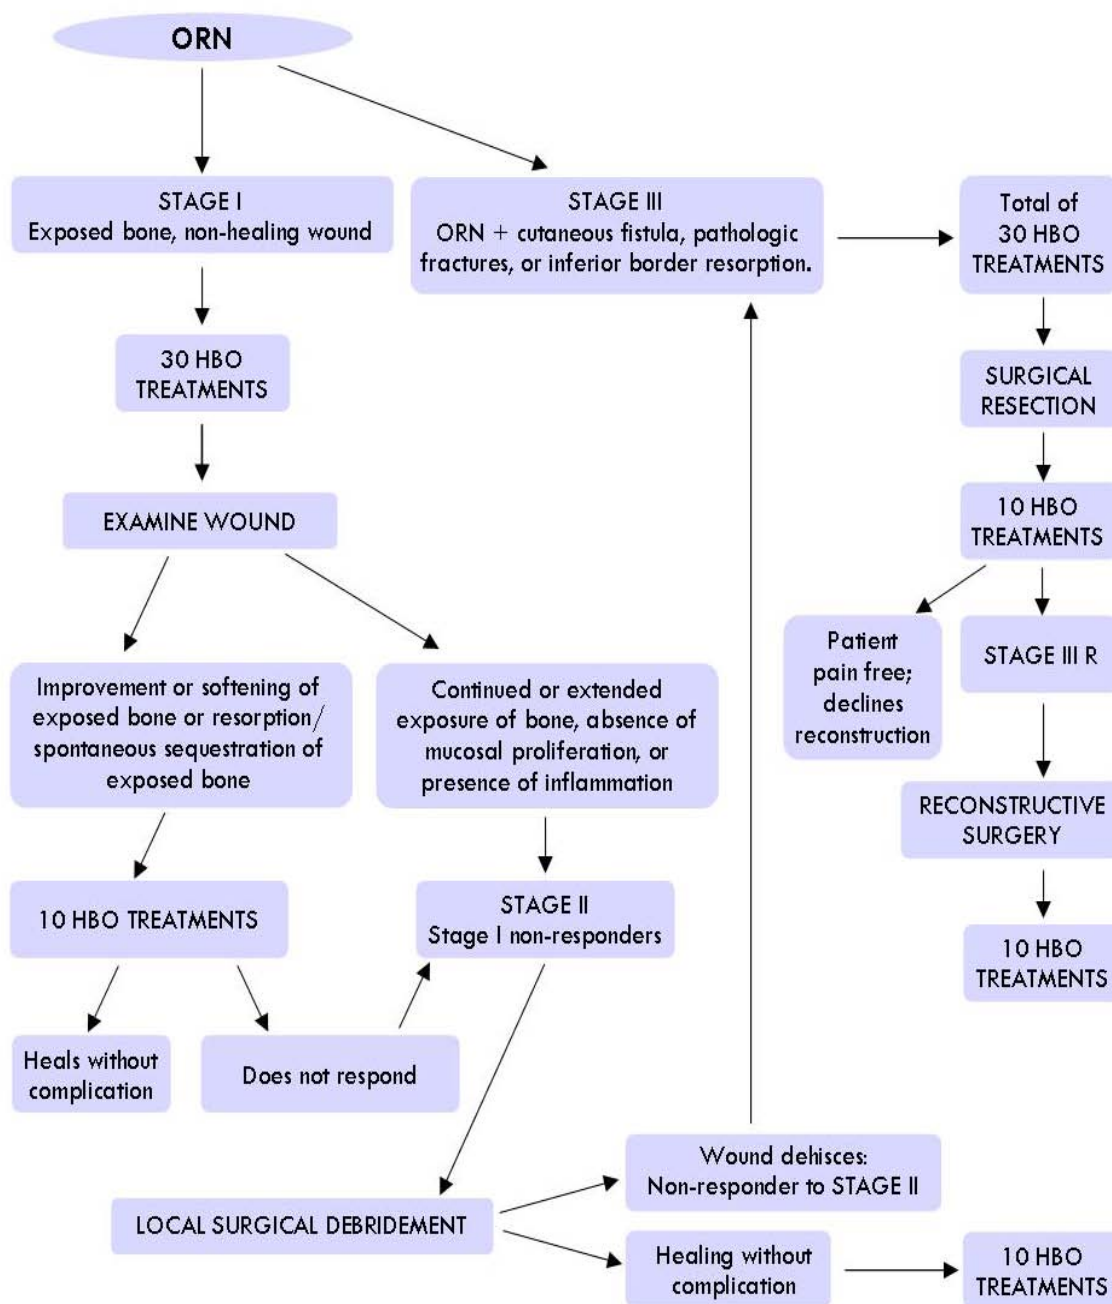 ORN
STAGE I
Exposed bone, non-healing wound
STAGE III
ORN + cutaneous fistula, pathologic
fractures, or inferior border resorption.
Total of
30 HBO
TREATMENTS
30 HBO
TREATMENTS
SURGICAL
RESECTION
EXAMINE WOUND
10 HBO
TREATMENTS
Improvement or softening of
exposed bone or resorption/
spontaneous sequestration of
exposed bone
Continued or extended
exposure of bone, absence of
mucosal proliferation, or
presence of inflammation
Patient
pain free;
declines
reconstruction
STAGE III R
RECONSTRUCTIVE
SURGERY
10 HBO TREATMENTS
STAGE II
Stage I non-responders
10 HBO
TREATMENTS
Heals without
complication
Does not respond
Wound dehisces:
Non-responder to STAGE II
LOCAL SURGICAL DEBRIDEMENT
Healing without
complication
10 HBO
TREATMENTS